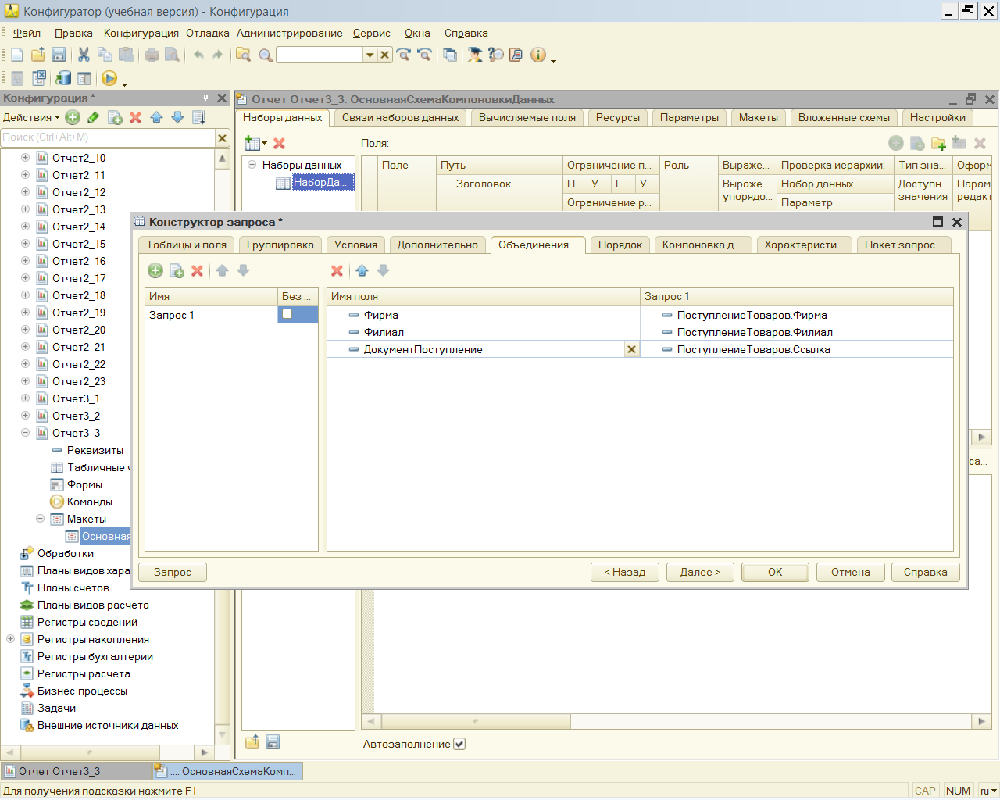 Конфигуратор (учебная версия) - Конфигурация
Файл Правка Конфигурация Отладка Администрирование Сервис Окна Справка
Конфигурация *
Действия
Поиск (Ctrl+Alt+M)
Отчет2_10
Отчет2_11
Отчет2_12
Отчет2_13
Отчет2_14
Отчет2_15
Отчет2_16
Отчет2_17
Отчет2_18
Отчет2_19
Отчет2_20
Отчет2_21
Отчет2_22
Отчет2_23
Отчет3_1
Отчет3_2
Отчет3_3
Реквизиты
Табличные
Формы
Команды
Макеты
Основная
Обработки
Планы видов хара
Планы счетов
Планы видов расчета
Регистры сведений
Регистры накопления
Регистры бухгалтерии
Регистры расчета
Бизнес-процессы
Задачи
Внешние источники данных
Отчет Отчет3_3: ОсновнаяСхемаКомпоновкиДанных
Наборы данных Связи наборов данных Вычисляемые поля Ресурсы Параметры Макеты Вложенные схемы Настройки
Поля:
Наборы данных
НаборДа...
Поле Путь Ограничение п... Роль Выраже... Проверка иерархии: Тип зна... Оформ
Заголовок П... У... Г... У... Выраже... Набор данных Доступн... Парам
упорядо... значения редакт
Ограничение р... Параметр
са...
Автозаполнение
Конструктор запроса *
Таблицы и поля Группировка Условия Дополнительно Объединения... Порядок Компоновка д... Характеристи... Пакет запрос...
Имя Без ...
Запрос 1
Имя поля Запрос 1
Фирма ПоступлениеТоваров.Фирма
Филиал ПоступлениеТоваров.Филиал
ДокументПоступление ПоступлениеТоваров.Ссылка
Запрос < Назад Далее > ОК Отмена Справка
Отчет Отчет3_3 ...: ОсновнаяСхемаКомп...
Для получения подсказки нажмите F1 CAP NUM ru